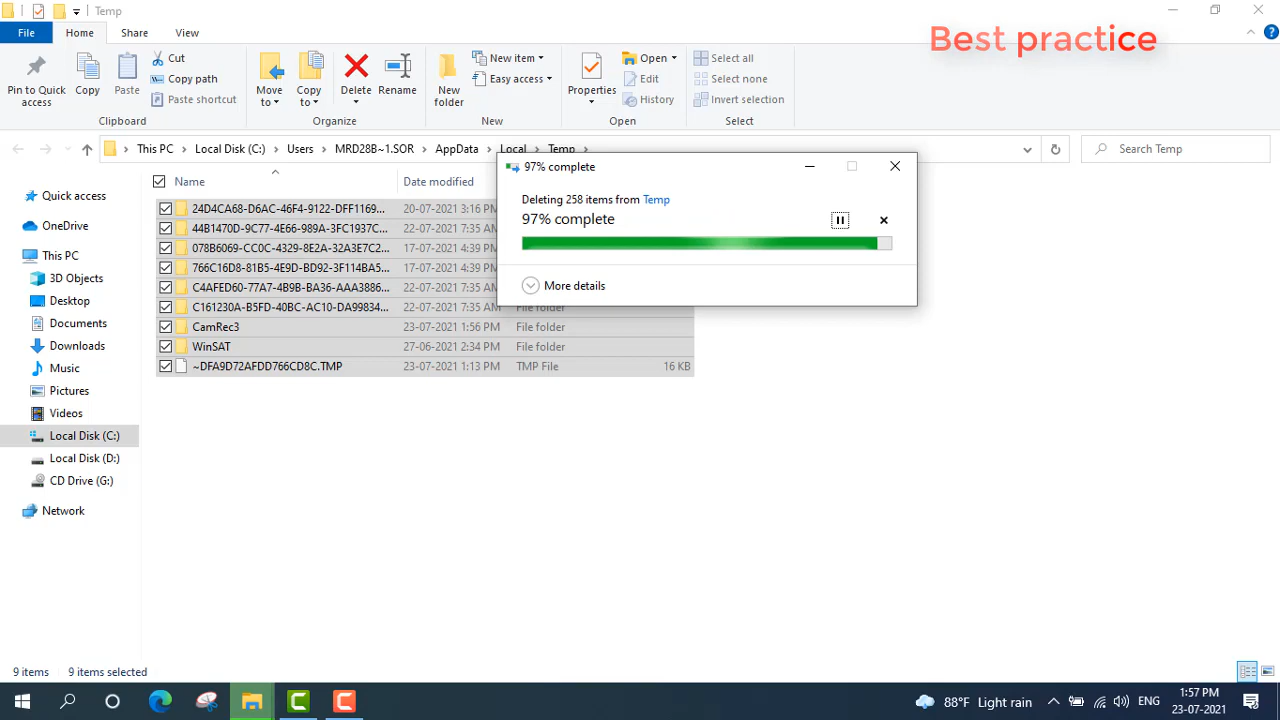 Temp
File
Home
Share
View
Best practice
Pin to Quick access
Copy
Paste
Cut
Copy path
Paste shortcut
Clipboard
Move to
Copy to
Delete
Rename
Organize
New folder
New item
Easy access
New
Properties
Open
Edit
History
Open
Select all
Select none
Invert selection
Select
This PC
Local Disk (C:)
Users
MRD28B~1.SOR
AppData
Local
Temp
Search Temp
Quick access
OneDrive
This PC
3D Objects
Desktop
Documents
Downloads
Music
Pictures
Videos
Local Disk (C:)
Local Disk (D:)
CD Drive (G:)
Network
Name Date modified
24D4CA68-D6AC-46F4-9122-DFF1169... 20-07-2021 3:16 PM
44B1470D-9C77-4E66-989A-3FC1937C... 22-07-2021 7:35 AM
078B6069-CC0C-4329-8E2A-32A3E7C2... 17-07-2021 4:39 PM
766C16D8-81B5-4E9D-BD92-3F114BA5... 17-07-2021 4:39 PM
C4AFED60-77A7-4B9B-BA36-AAA3886... 22-07-2021 7:35 AM
C161230A-B5FD-40BC-AC10-DA99834... 22-07-2021 7:35 AM File folder
CamRec3 23-07-2021 1:56 PM File folder
WinSAT 27-06-2021 2:34 PM File folder
~DFA9D72AFDD766CD8C.TMP 23-07-2021 1:13 PM TMP File 16 KB
97% complete
Deleting 258 items from Temp
97% complete
More details
9 items
9 items selected
88°F Light rain
ENG
1:57 PM
23-07-2021